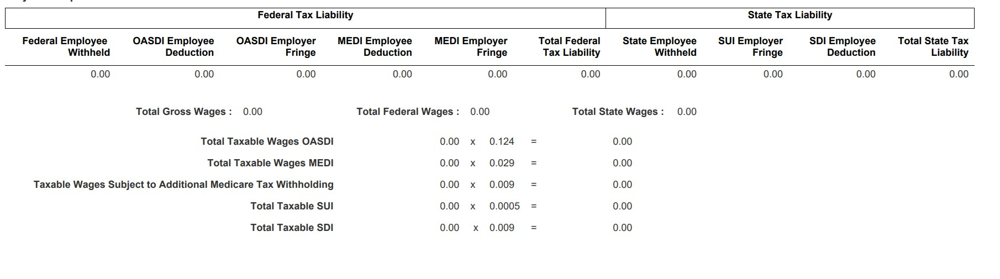 Federal Tax Liability State Tax Liability
Federal Employee OASDI Employee OASDI Employer MEDI Employee MEDI Employer Total Federal State Employee SUI Employer SDI Employee Total State Tax
Withheld Deduction Fringe Deduction Fringe Tax Liability Withheld Fringe Deduction Liability
0.00 0.00 0.00 0.00 0.00 0.00 0.00 0.00 0.00 0.00
Total Gross Wages : 0.00 Total Federal Wages : 0.00 Total State Wages : 0.00
Total Taxable Wages OASDI 0.00 x 0.124 = 0.00
Total Taxable Wages MEDI 0.00 x 0.029 = 0.00
Taxable Wages Subject to Additional Medicare Tax Withholding 0.00 x 0.009 = 0.00
Total Taxable SUI 0.00 x 0.0005 = 0.00
Total Taxable SDI 0.00 x 0.009 = 0.00